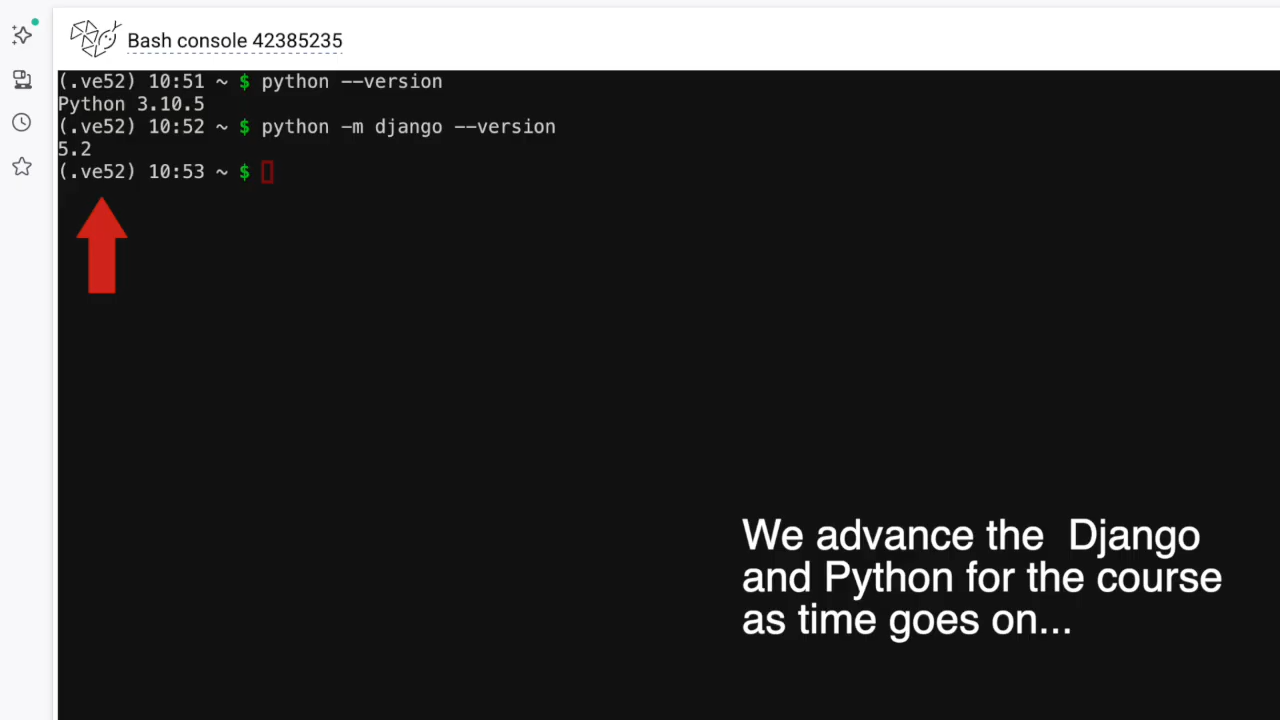 Bash console 42385235
(.ve52) 10:51 ~ $ python --version
Python 3.10.5
(.ve52) 10:52 ~ $ python -m django --version
5.2
(.ve52) 10:53 ~ $
We advance the  Django
and Python for the course
as time goes on...